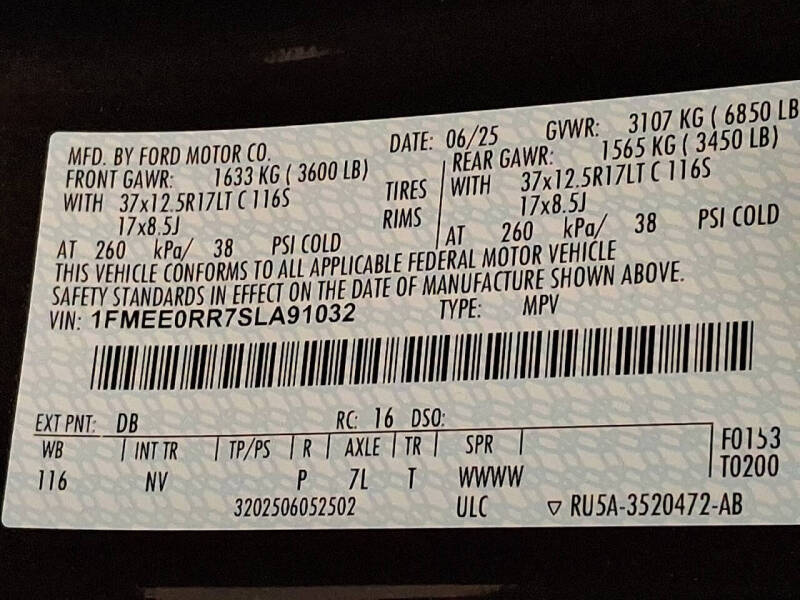 MFD. BY FORD MOTOR CO. DATE: 06/25 GVWR: 3107 KG ( 6850 LB
FRONT GAWR: 1633 KG ( 3600 LB) REAR GAWR: 1565 KG ( 3450 LB)
WITH 37x12.5R17LT C 116S TIRES WITH 37x12.5R17LT C 116S
17x8.5J RIMS 17x8.5J
AT 260 kPa/ 38 PSI COLD AT 260 kPa/ 38 PSI COLD
THIS VEHICLE CONFORMS TO ALL APPLICABLE FEDERAL MOTOR VEHICLE
SAFETY STANDARDS IN EFFECT ON THE DATE OF MANUFACTURE SHOWN ABOVE.
VIN: 1FMEE0RR7SLA91032 TYPE: MPV
EXT PNT: DB RC: 16 DSO:
WB INT TR TP/PS R AXLE TR SPR F0153
116 NV P 7L T WWWW T0200
3202506052502 ULC ▽ RU5A-3520472-AB